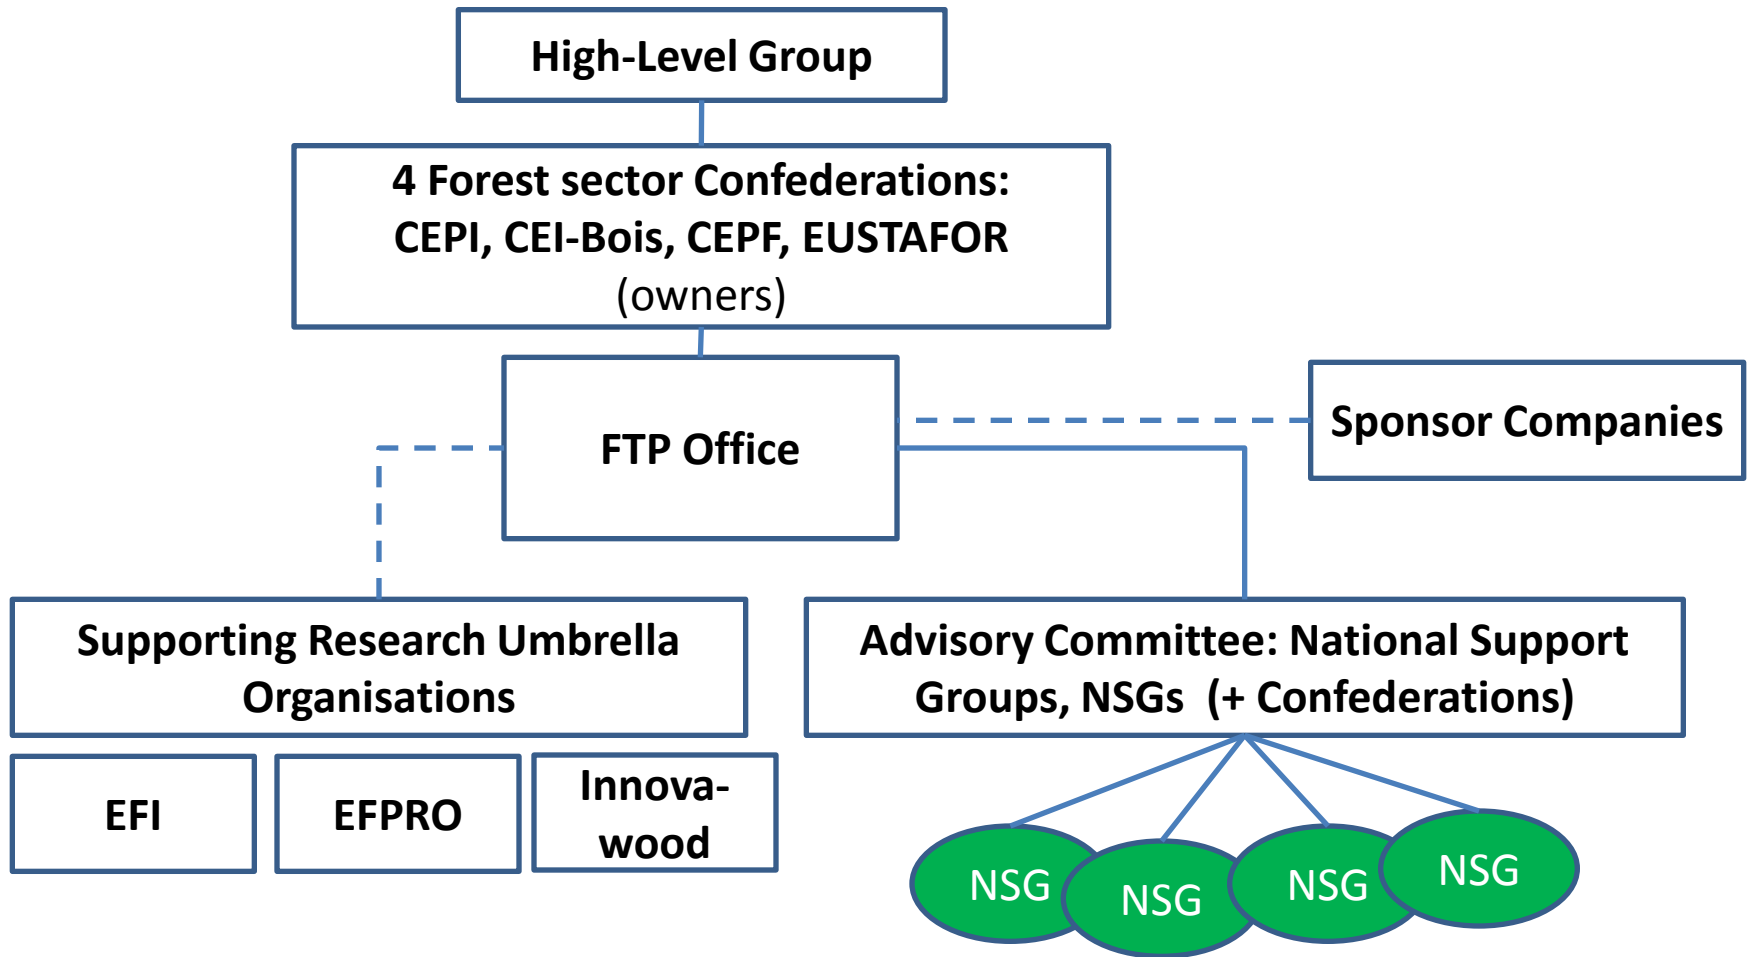 High-Level Group
4 Forest sector Confederations:
CEPI, CEI-Bois, CEPF, EUSTAFOR
(owners)
FTP Office
Sponsor Companies
Supporting Research Umbrella
Organisations
Advisory Committee: National Support
Groups, NSGs (+ Confederations)
EFI
EFPRO
Innova-
wood
NSG
NSG
NSG
NSG